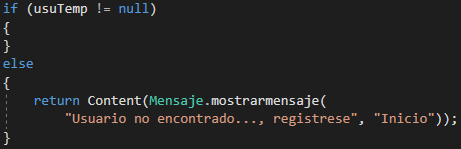 if (usuTemp != null)
{
}
else
{
return Content(Mensaje.mostrarmensaje(
"Usuario no encontrado..., registrese", "Inicio"));
}